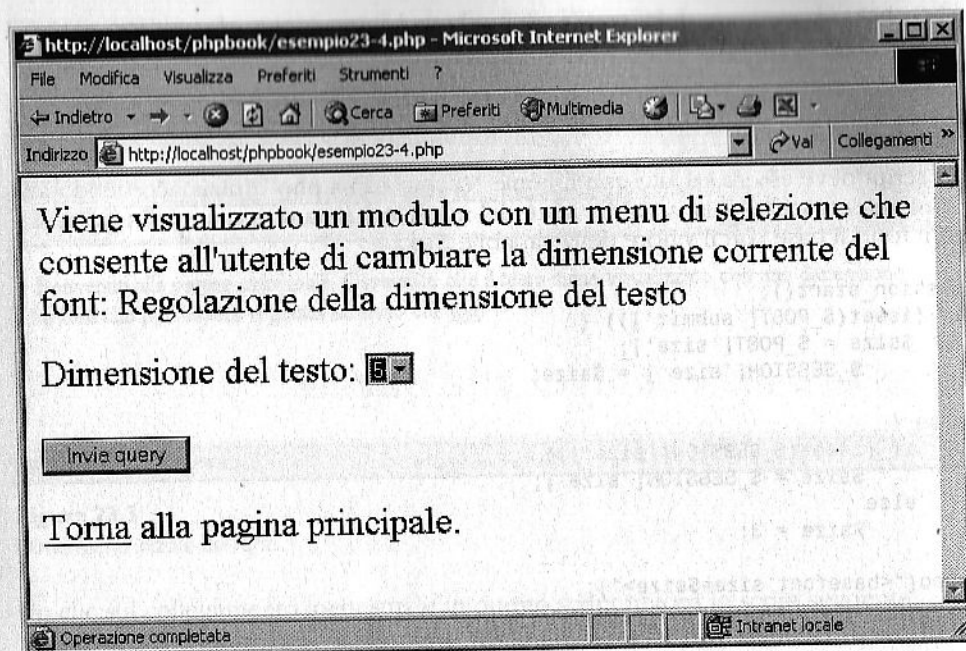 http://localhost/phpbook/esempio23-4.php - Microsoft Internet Explorer
File Modifica Visualizza Preferiti Strumenti ?
Indietro Cerca Preferiti Multimedia
Indirizzo http://localhost/phpbook/esempio23-4.php Vai Collegamenti »
Viene visualizzato un modulo con un menu di selezione che
consente all'utente di cambiare la dimensione corrente del
font: Regolazione della dimensione del testo
Dimensione del testo: 5
Invia query
Torna alla pagina principale.
Operazione completata Intranet locale